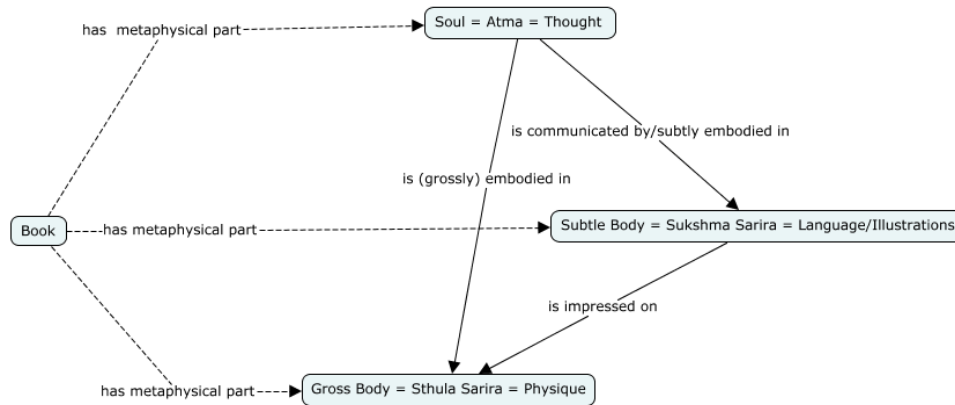 Soul = Atma = Thought
has metaphysical part
is communicated by/subtly embodied in
is (grossly) embodied in
Book
has metaphysical part
Subtle Body = Sukshma Sarira = Language/Illustrations
is impressed on
has metaphysical part
Gross Body = Sthula Sarira = Physique